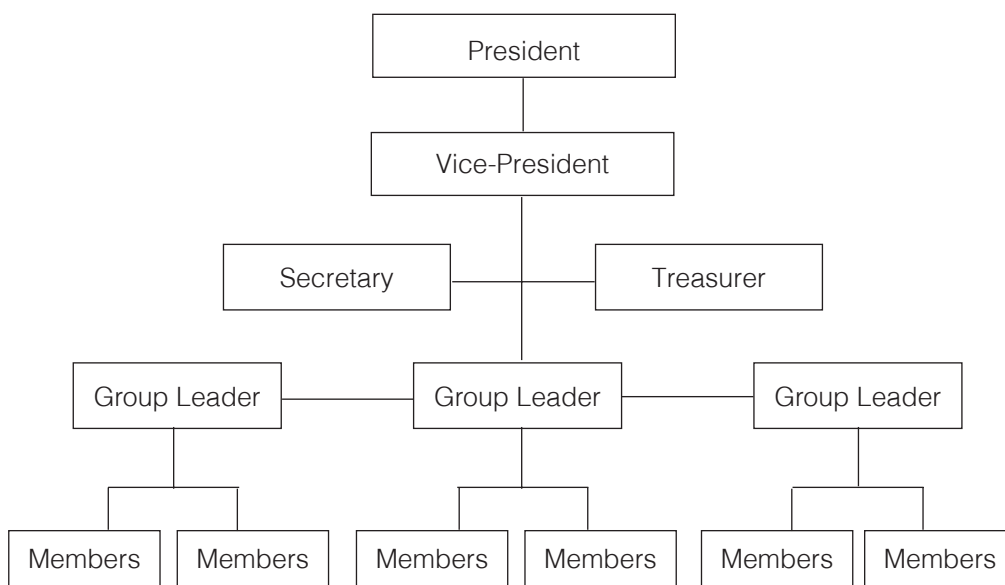 President
Vice-President
Secretary
Treasurer
Group Leader
Group Leader
Group Leader
Members
Members
Members
Members
Members
Members